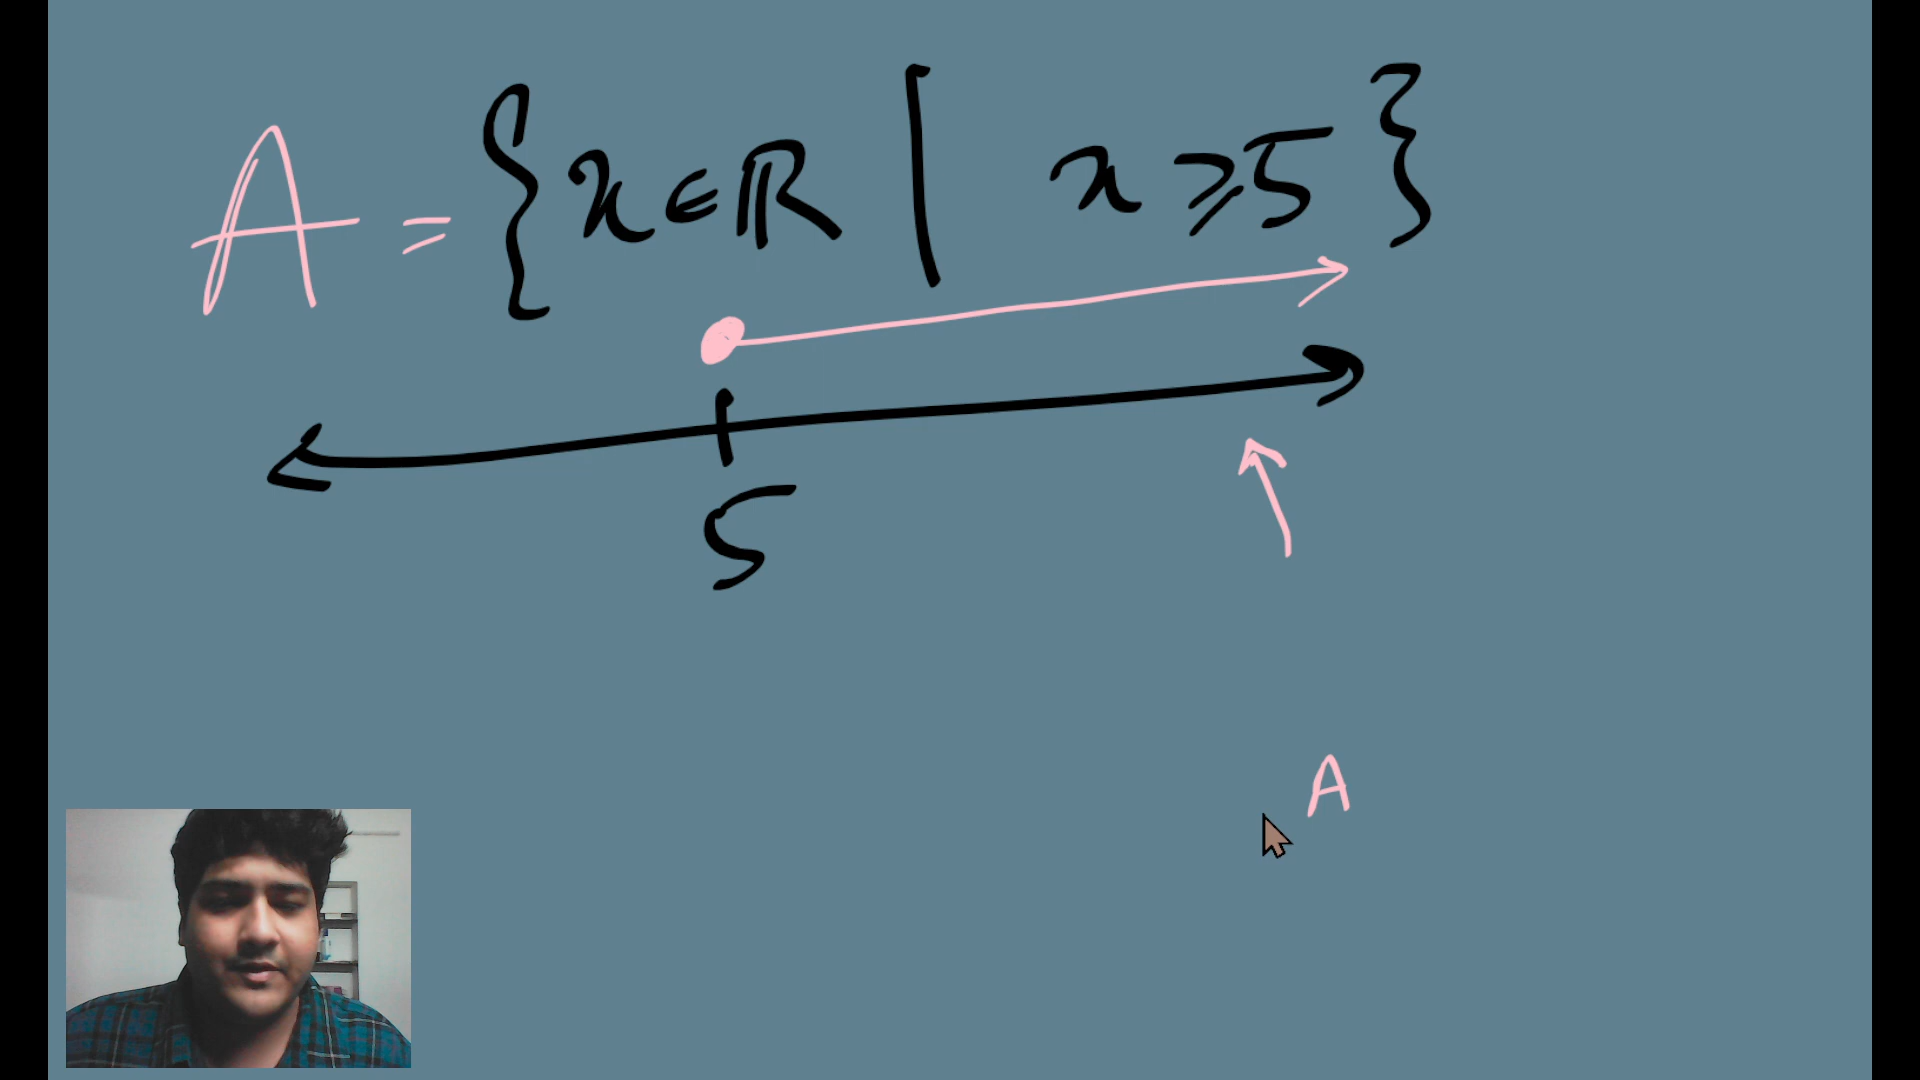 A = {x ∈ ℝ | x ⩾ 5}
5
A